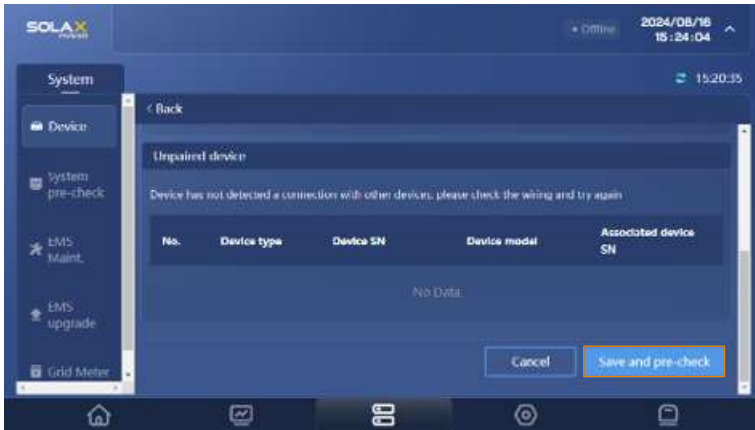 SOLAX
POWER
• Offline
2024/08/16
15:24:04
System
15:20:35
< Back
Device
Unpaired device
System
pre-check
Device has not detected a connection with other devices, please check the wiring and try again
No.
Device type
Device SN
Device model
Associated device
SN
EMS
Maint.
No Data
EMS
upgrade
Cancel
Save and pre-check
Grid Meter